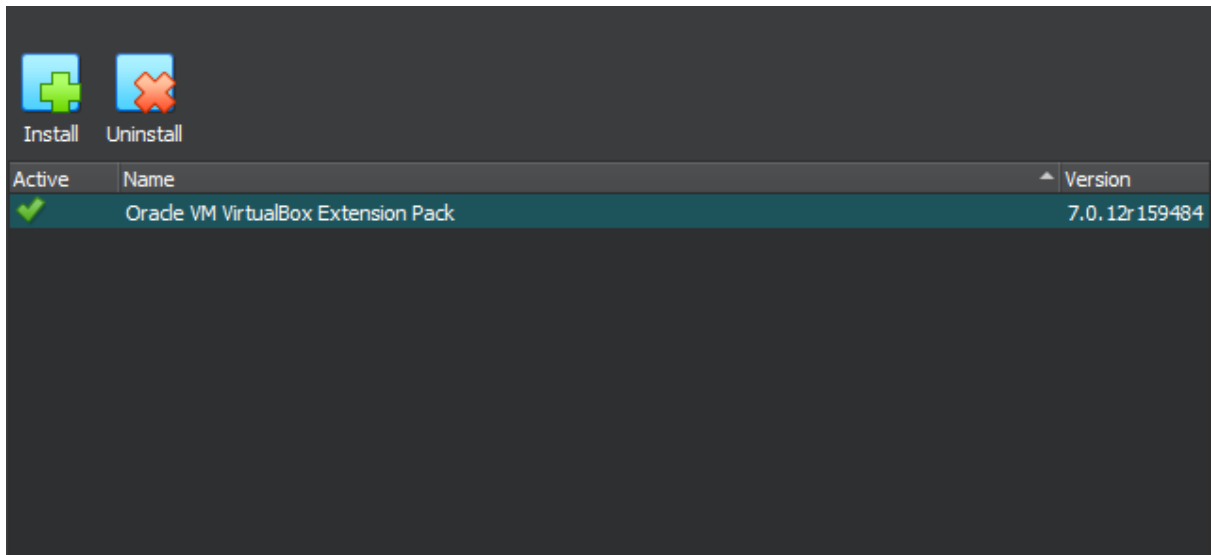 Install Uninstall
Active Name Version
Oracle VM VirtualBox Extension Pack 7.0.12r159484